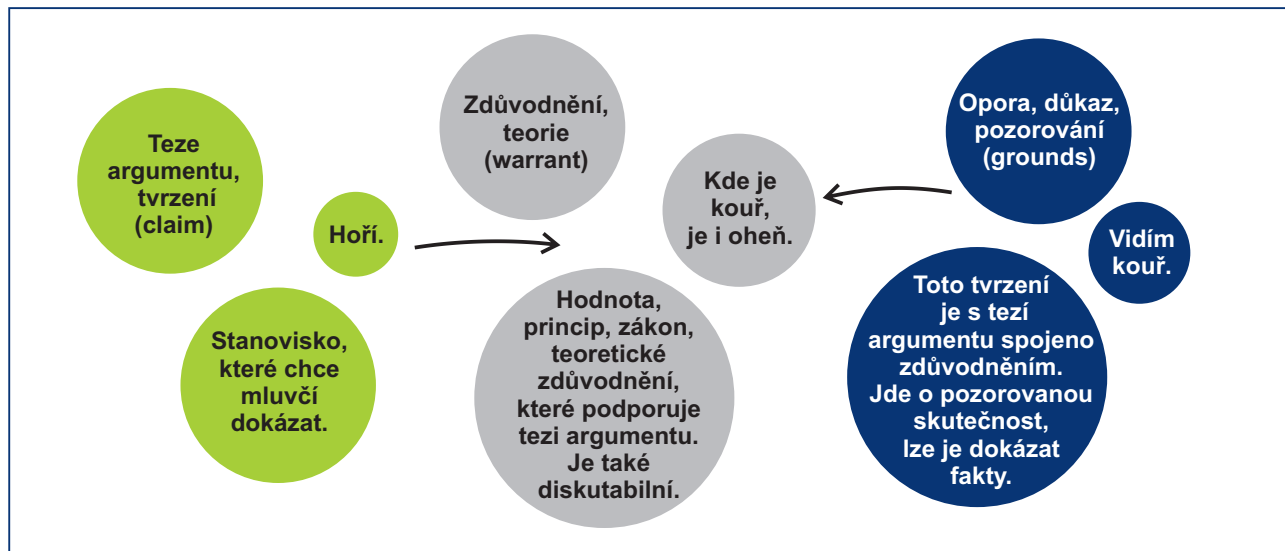 Teze
argumentu,
tvrzení
(claim)
Hoří.
Stanovisko,
které chce
mluvčí
dokázat.
Zdůvodnění,
teorie
(warrant)
Kde je
kouř,
je i oheň.
Hodnota,
princip, zákon,
teoretické
zdůvodnění,
které podporuje
tezi argumentu.
Je také
diskutabilní.
Opora, důkaz,
pozorování
(grounds)
Vidím
kouř.
Toto tvrzení
je s tezí
argumentu spojeno
zdůvodněním.
Jde o pozorovanou
skutečnost,
lze je dokázat
fakty.